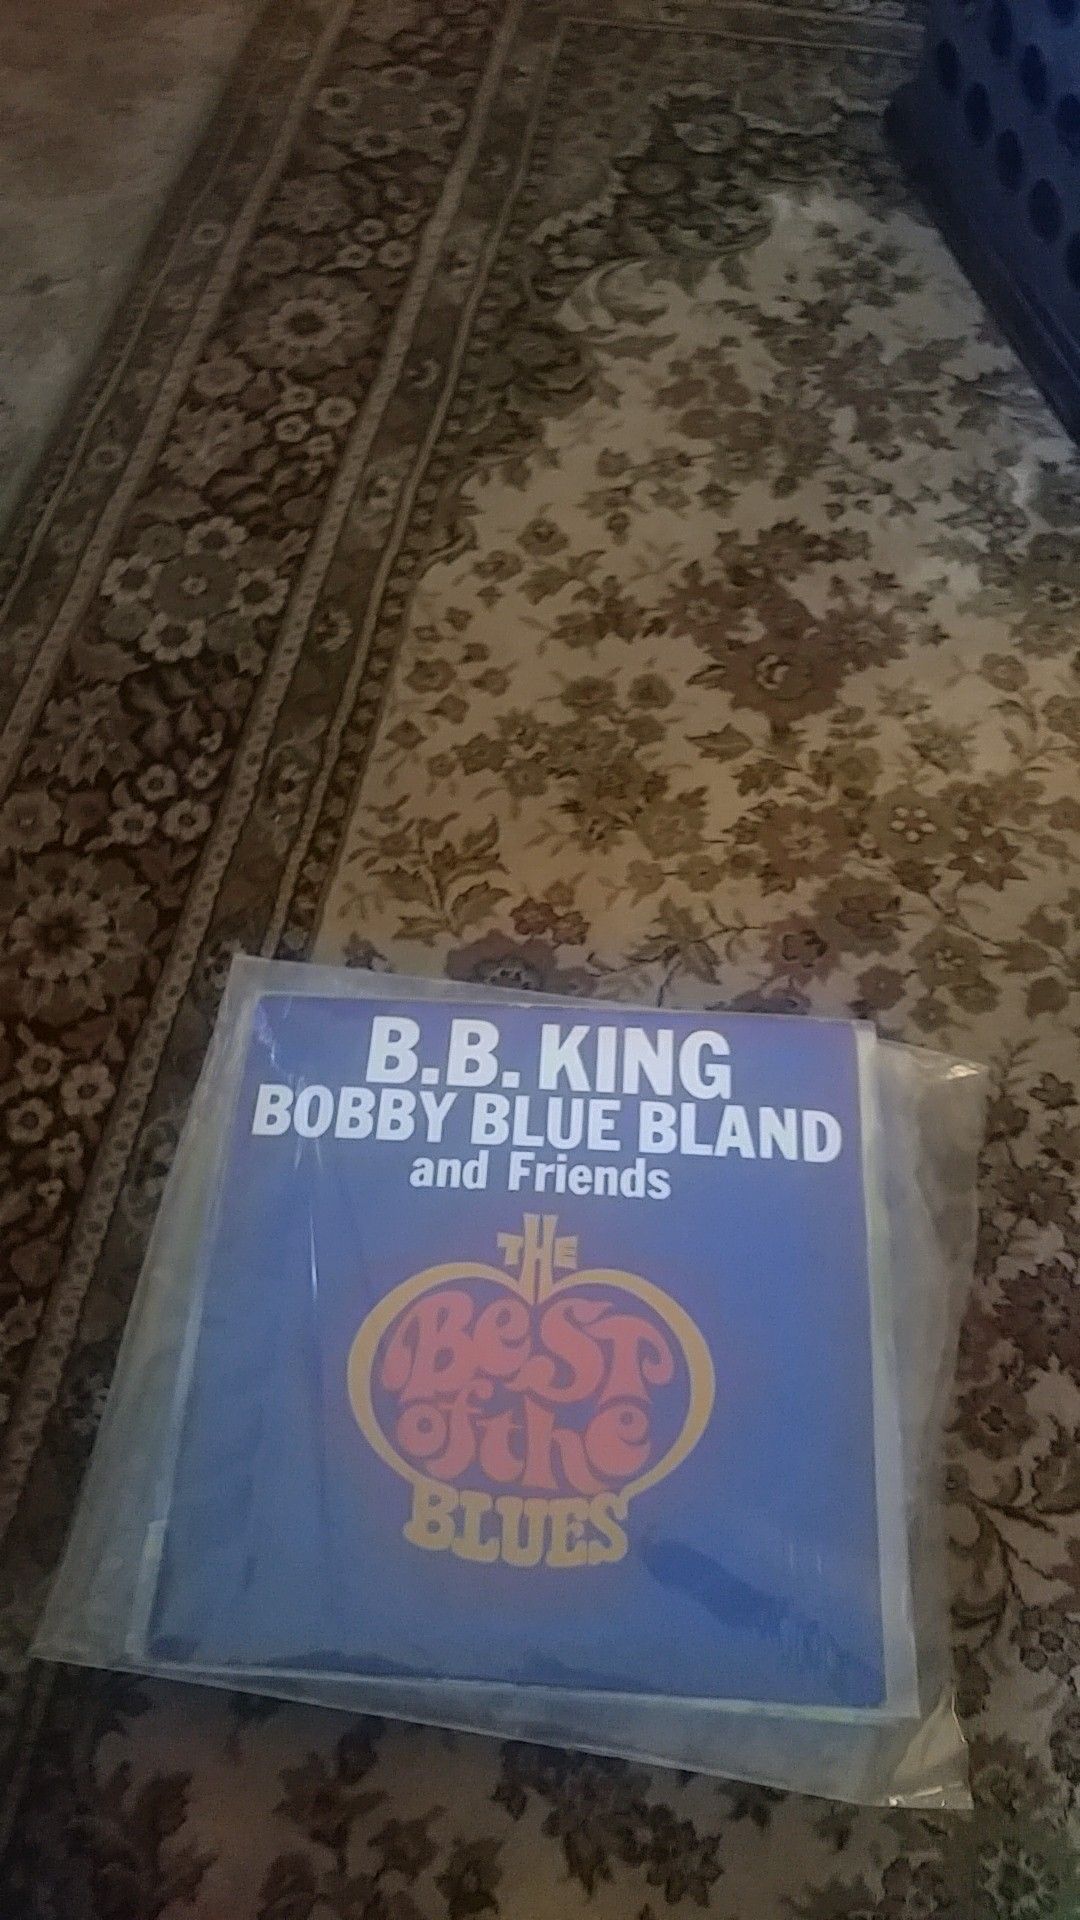 B.B. KING
BOBBY BLUE BLAND
and Friends
THE
BeST
of the
BLUES